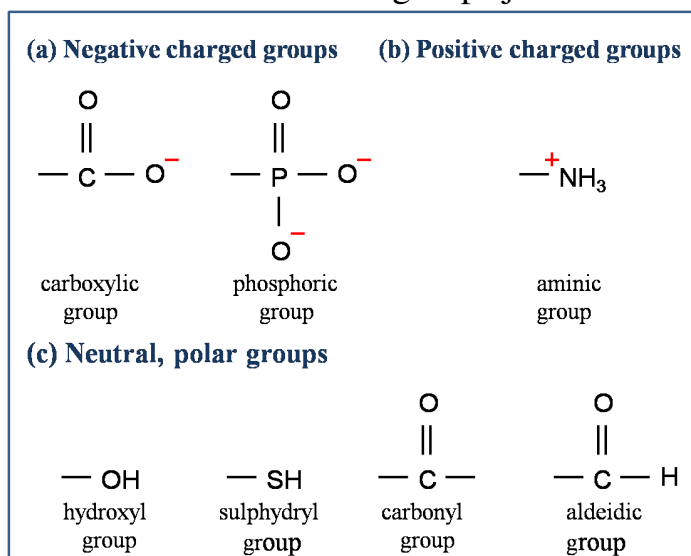 (a) Negative charged groups (b) Positive charged groups
O O
|| ||
— C — O⁻ — P — O⁻ — ⁺NH₃
|
O⁻
carboxylic phosphoric aminic
group group group
(c) Neutral, polar groups
O O
|| ||
— OH — SH — C — — C — H
hydroxyl sulphydryl carbonyl aldeidic
group group group group